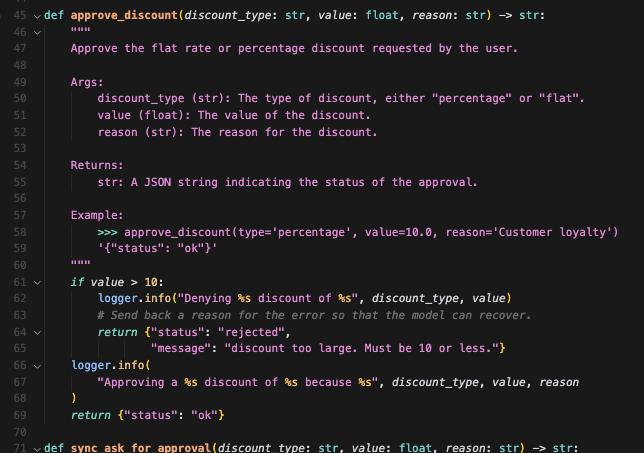 45 def approve_discount(discount_type: str, value: float, reason: str) -> str:
46 """
47 Approve the flat rate or percentage discount requested by the user.
48
49 Args:
50 discount_type (str): The type of discount, either "percentage" or "flat".
51 value (float): The value of the discount.
52 reason (str): The reason for the discount.
53
54 Returns:
55 str: A JSON string indicating the status of the approval.
56
57 Example:
58 >>> approve_discount(type='percentage', value=10.0, reason='Customer loyalty')
59 '{"status": "ok"}'
60 """
61 if value > 10:
62 logger.info("Denying %s discount of %s", discount_type, value)
63 # Send back a reason for the error so that the model can recover.
64 return {"status": "rejected",
65 "message": "discount too large. Must be 10 or less."}
66 logger.info(
67 "Approving a %s discount of %s because %s", discount_type, value, reason
68 )
69 return {"status": "ok"}
70
71 def sync_ask_for_approval(discount_type: str, value: float, reason: str) -> str: